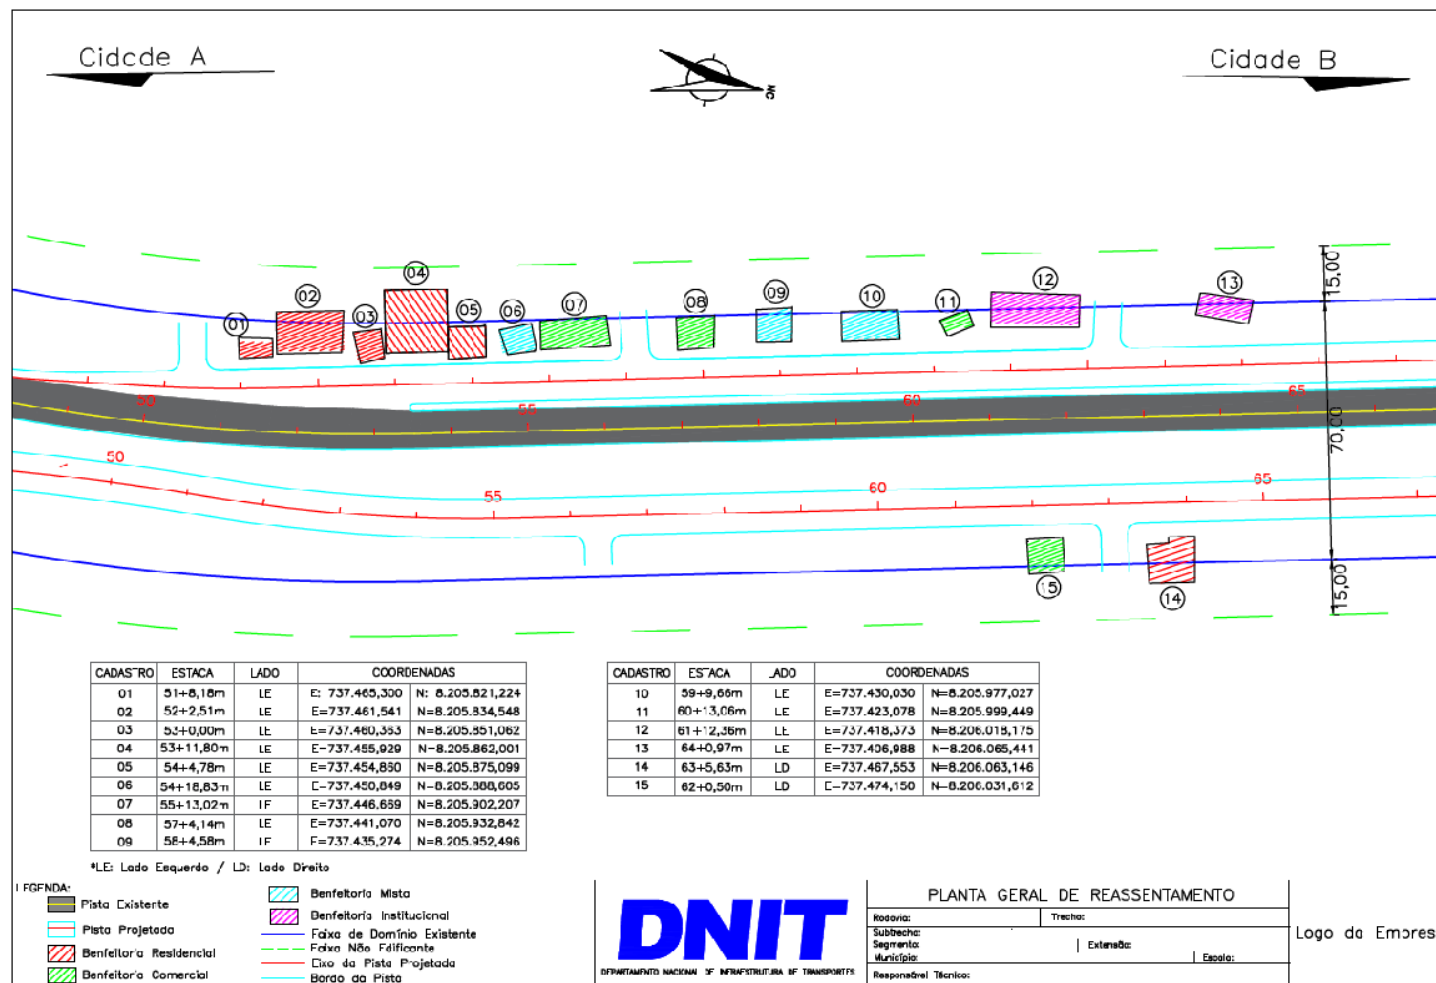 Cidcde A
Cidade B
NC
01
02
03
04
05
06
07
08
09
10
11
12
13
15,00
70,00
15,00
50
55
60
65
50
55
60
65
15
14
CADASTRO ESTACA LADO COORDENADAS
01 51+8,18m LE E: 737.465,300 N: 8.205.821,224
02 52+2,51m LE E=737.461,541 N=8.205.834,548
03 53+0,00m LE E=737.460,363 N=8.205.851,062
04 53+11,80m LE E=737.455,929 N=8.205.862,001
05 54+4,78m LE E=737.454,860 N=8.205.875,099
06 54+18,83m LE E=737.450,849 N=8.205.888,605
07 55+13,02m LE E=737.446,669 N=8.205.902,207
08 57+4,14m LE E=737.441,070 N=8.205.932,842
09 58+4,58m LE E=737.435,274 N=8.205.952,496
CADASTRO ESTACA LADO COORDENADAS
10 59+9,66m LE E=737.430,030 N=8.205.977,027
11 60+13,06m LE E=737.423,078 N=8.205.999,449
12 61+12,36m LE E=737.418,373 N=8.206.018,175
13 64+0,97m LE E=737.406,988 N=8.206.065,441
14 63+5,63m LD E=737.467,553 N=8.206.063,146
15 62+0,50m LD E=737.474,150 N=8.206.031,612
*LE: Lado Esquerdo / LD: Lado Direito
LEGENDA:
Pista Existente
Pista Projetada
Benfeitoria Residencial
Benfeitoria Comercial
Benfeitoria Mista
Benfeitoria Institucional
Faixa de Domínio Existente
Faixa Não Edificante
Eixo da Pista Projetada
Bordo da Pista
DNIT
DEPARTAMENTO NACIONAL DE INFRAESTRUTURA DE TRANSPORTES
PLANTA GERAL DE REASSENTAMENTO
Rodovia: Trecho:
Subtrecho:
Segmento: Extensão:
Município: Escala:
Responsável Técnico:
Logo da Empres